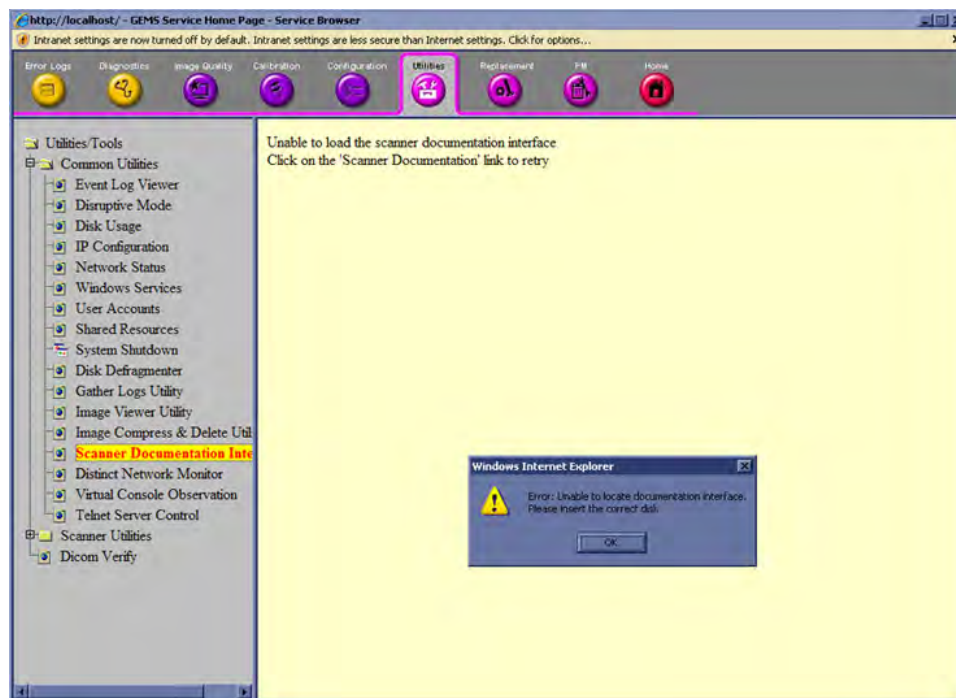 http://localhost/ - GEMS Service Home Page - Service Browser
Intranet settings are now turned off by default. Intranet settings are less secure than Internet settings. Click for options...
Error Logs Diagnostics Image Quality Calibration Configuration Utilities Replacement PM Home
Utilities/Tools
Common Utilities
Event Log Viewer
Disruptive Mode
Disk Usage
IP Configuration
Network Status
Windows Services
User Accounts
Shared Resources
System Shutdown
Disk Defragmenter
Gather Logs Utility
Image Viewer Utility
Image Compress & Delete Util
Scanner Documentation Inte
Distinct Network Monitor
Virtual Console Observation
Telnet Server Control
Scanner Utilities
Dicom Verify
Unable to load the scanner documentation interface
Click on the 'Scanner Documentation' link to retry
Windows Internet Explorer
Error: Unable to locate documentation interface.
Please insert the correct disk.
OK